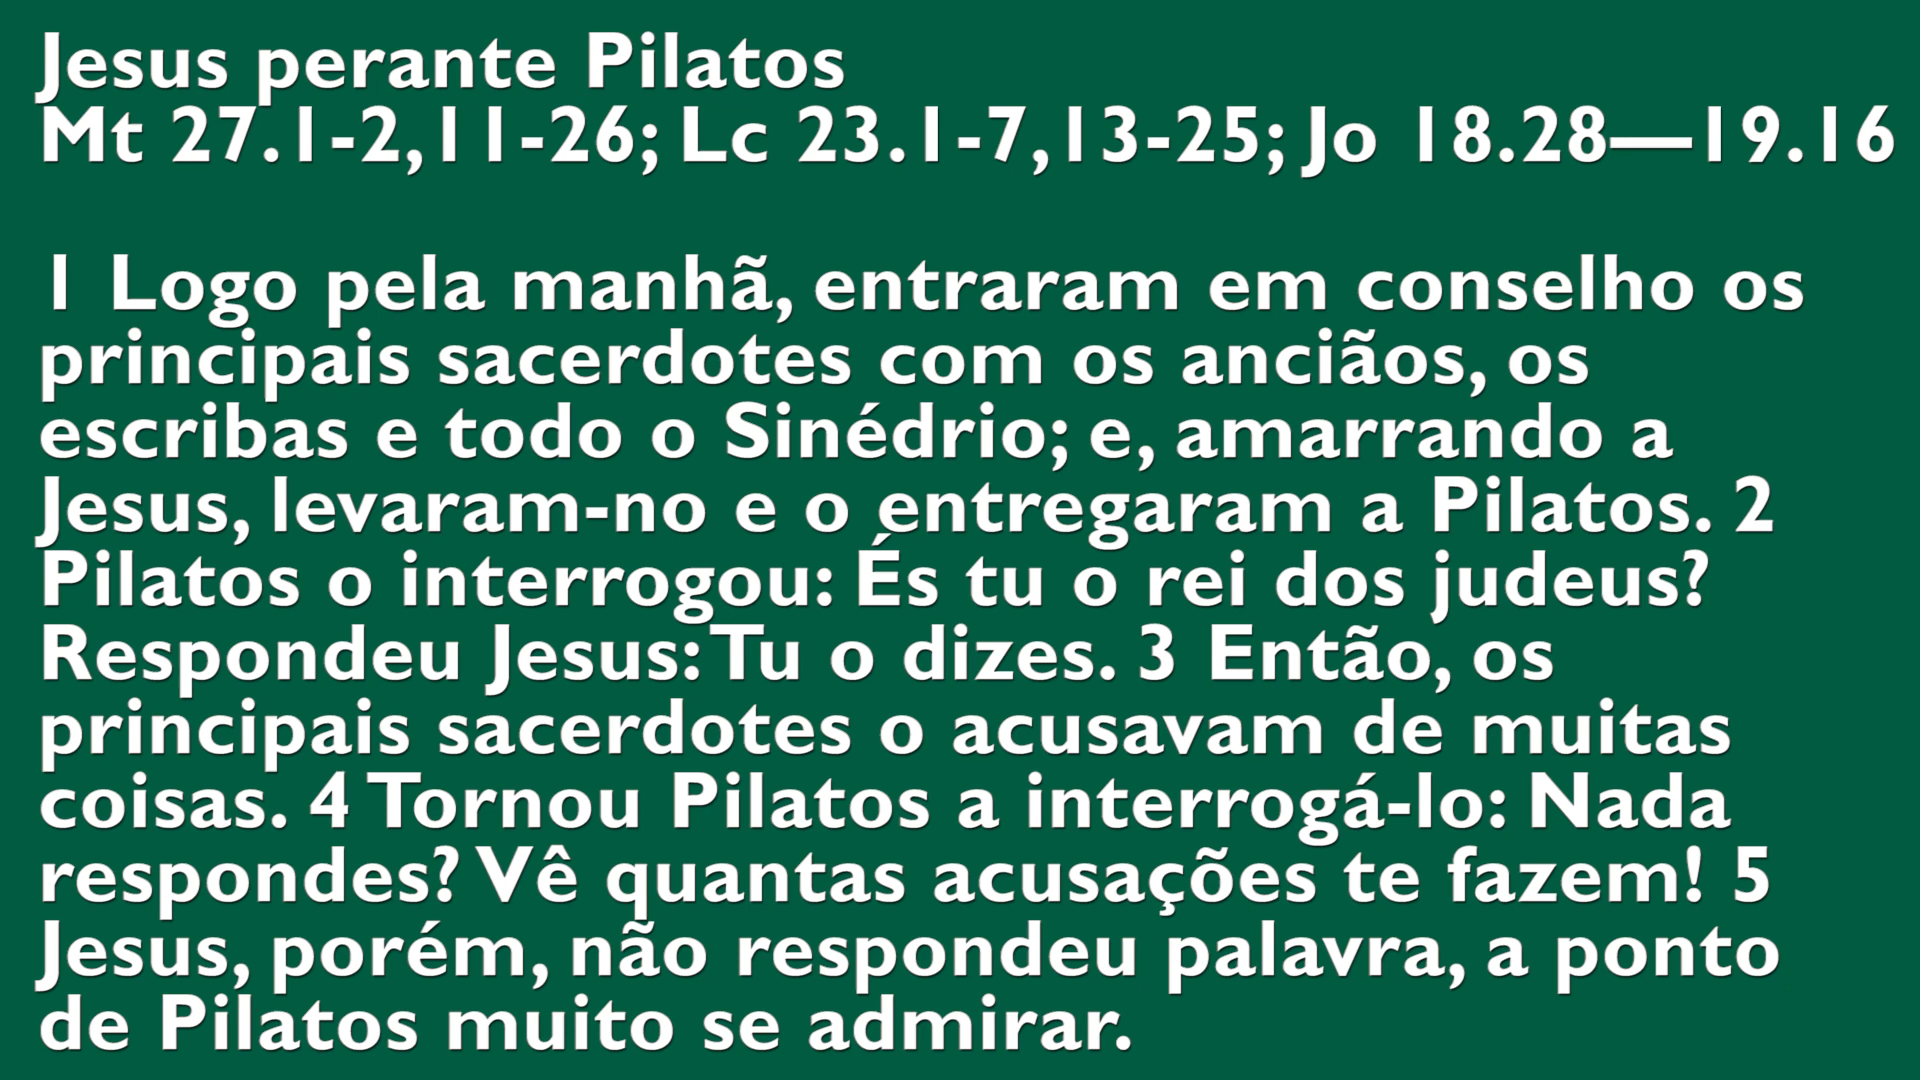 Jesus perante Pilatos
Mt 27.1-2,11-26; Lc 23.1-7,13-25; Jo 18.28—19.16
1 Logo pela manhã, entraram em conselho os
principais sacerdotes com os anciãos, os
escribas e todo o Sinédrio; e, amarrando a
Jesus, levaram-no e o entregaram a Pilatos. 2
Pilatos o interrogou: És tu o rei dos judeus?
Respondeu Jesus: Tu o dizes. 3 Então, os
principais sacerdotes o acusavam de muitas
coisas. 4 Tornou Pilatos a interrogá-lo: Nada
respondes? Vê quantas acusações te fazem! 5
Jesus, porém, não respondeu palavra, a ponto
de Pilatos muito se admirar.